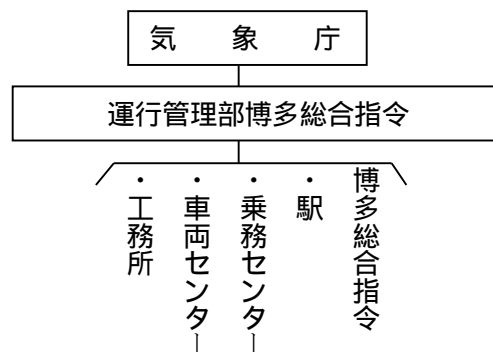 気象庁
運行管理部博多総合指令
博多総合指令
・駅
・乗務センター
・車両センター
・工務所